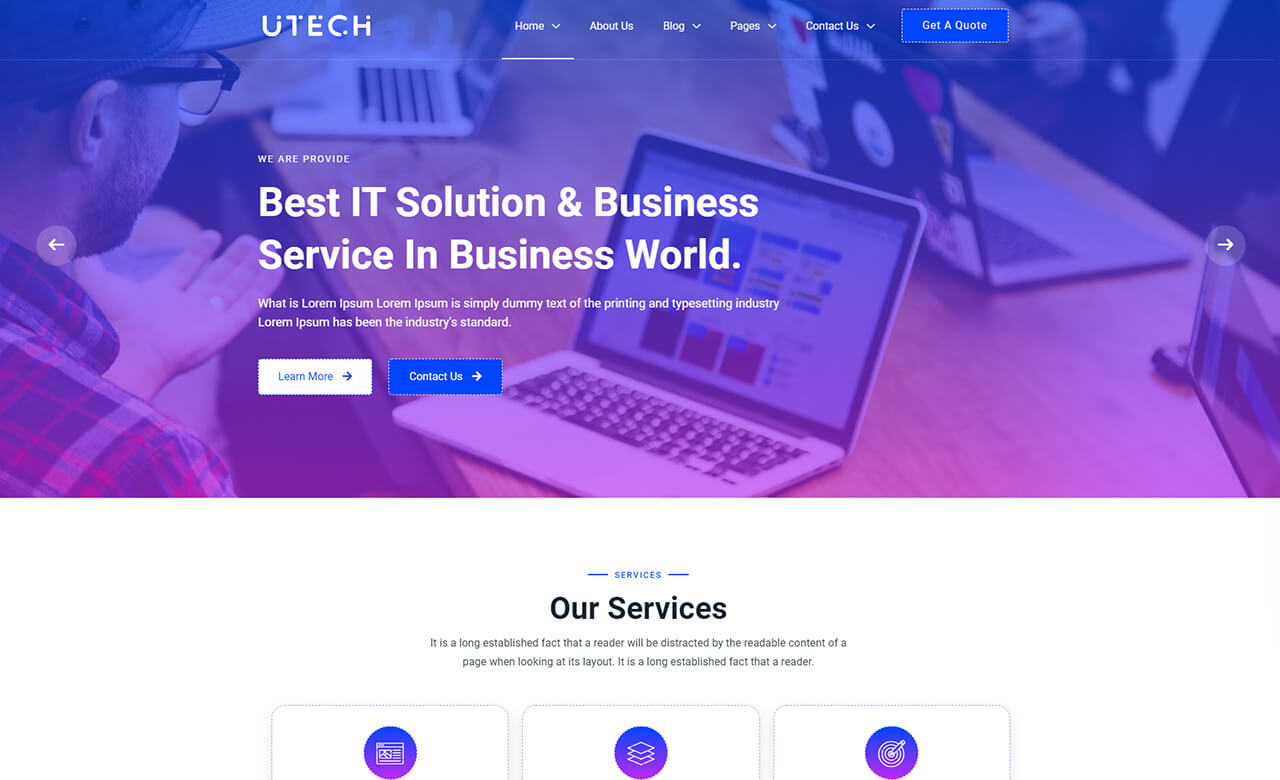 UTECH
Home
About Us
Blog
Pages
Contact Us
Get A Quote
WE ARE PROVIDE
Best IT Solution & Business
Service In Business World.
What is Lorem Ipsum Lorem Ipsum is simply dummy text of the printing and typesetting industry
Lorem Ipsum has been the industry's standard.
Learn More
Contact Us
SERVICES
Our Services
It is a long established fact that a reader will be distracted by the readable content of a
page when looking at its layout. It is a long established fact that a reader.